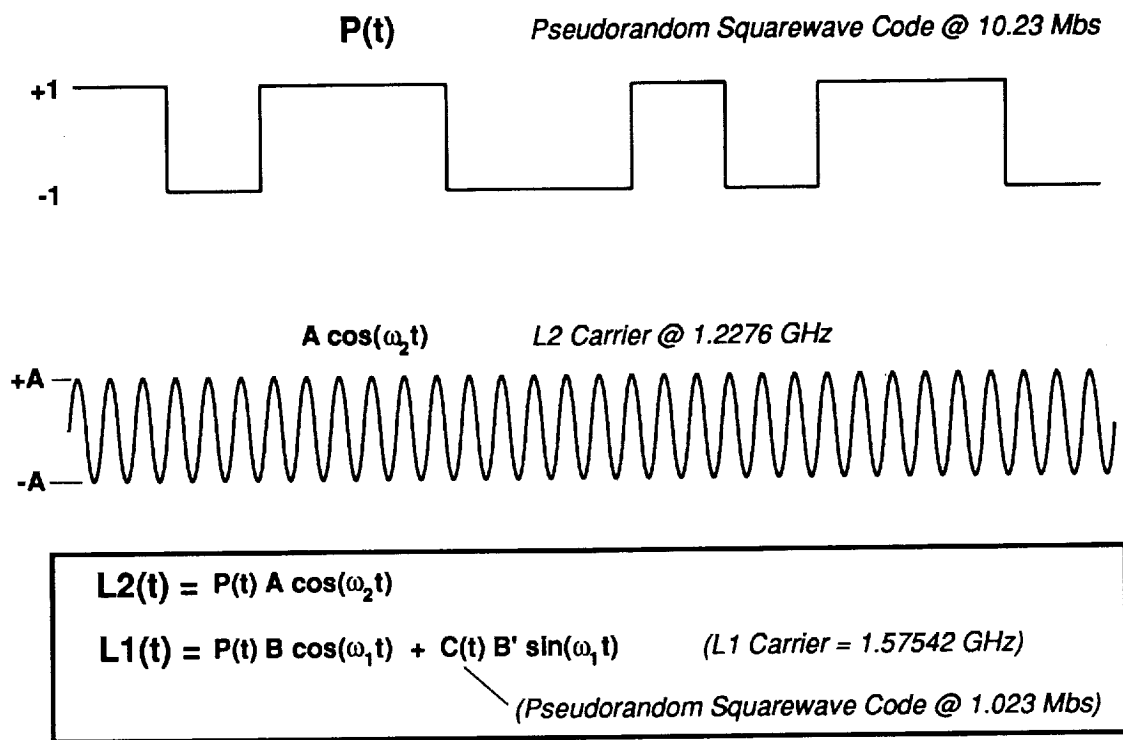 P(t) Pseudorandom Squarewave Code @ 10.23 Mbs
+1
-1
A cos(ω₂t) L2 Carrier @ 1.2276 GHz
+A
-A
L2(t) = P(t) A cos(ω₂t)
L1(t) = P(t) B cos(ω₁t) + C(t) B' sin(ω₁t) (L1 Carrier = 1.57542 GHz)
(Pseudorandom Squarewave Code @ 1.023 Mbs)